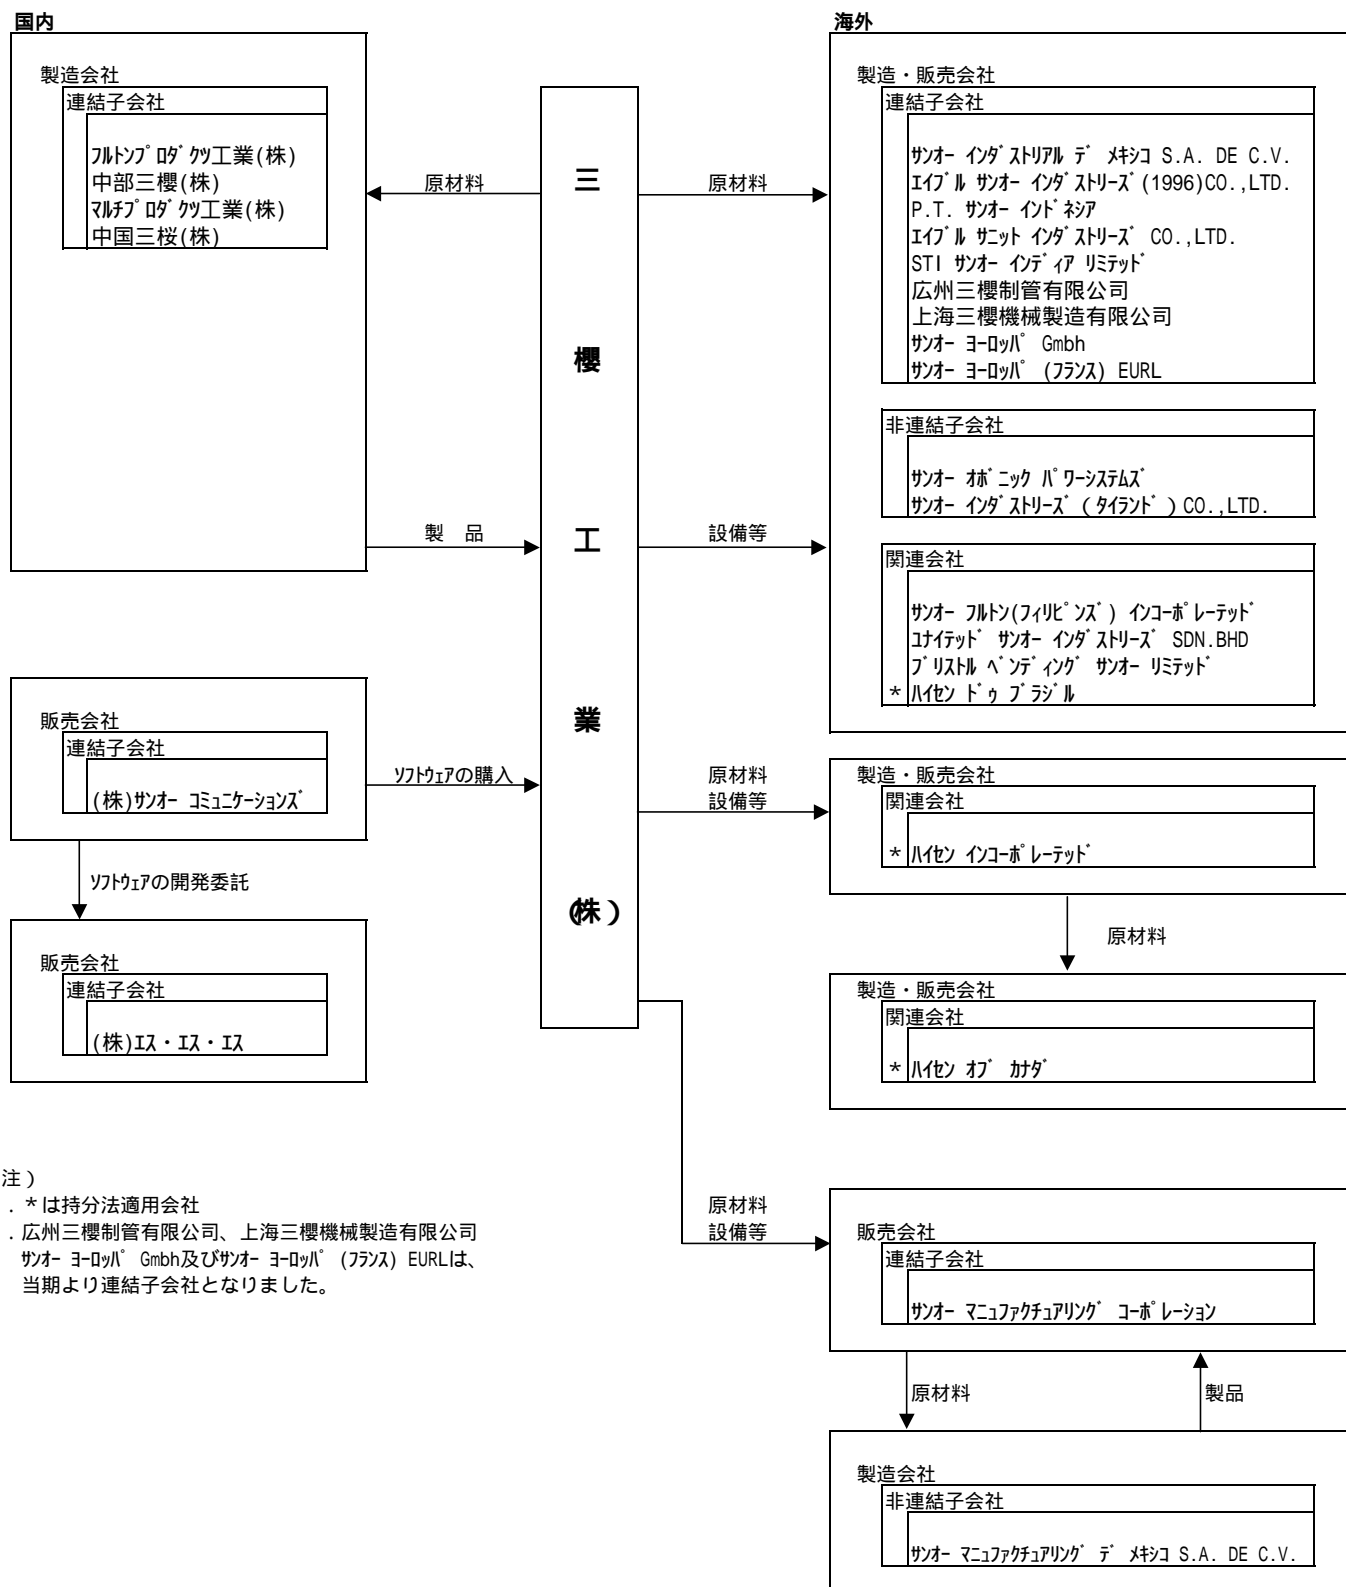 国内
製造会社
連結子会社
フルトンプロダクツ工業(株)
中部三櫻(株)
マルチプロダクツ工業(株)
中国三桜(株)
原材料
製 品
販売会社
連結子会社
(株)サンオー コミュニケーションズ
ソフトウェアの購入
ソフトウェアの開発委託
販売会社
連結子会社
(株)エス・エス・エス
三櫻工業(株)
海外
製造・販売会社
連結子会社
サンオー インダストリアル デ メキシコ S.A. DE C.V.
エイブル サンオー インダストリーズ(1996)CO.,LTD.
P.T. サンオー インドネシア
エイブル サニット インダストリーズ CO.,LTD.
STI サンオー インディア リミテッド
広州三櫻制管有限公司
上海三櫻機械製造有限公司
サンオー ヨーロッパ Gmbh
サンオー ヨーロッパ (フランス) EURL
原材料
非連結子会社
サンオー オボニック パワーシステムズ
サンオー インダストリーズ(タイランド)CO.,LTD.
設備等
関連会社
サンオー フルトン(フィリピンズ) インコーポレーテッド
ユナイテッド サンオー インダストリーズ SDN.BHD
ブリストル ベンディング サンオー リミテッド
* ハイセン ドゥ ブラジル
原材料
設備等
製造・販売会社
関連会社
* ハイセン インコーポレーテッド
原材料
製造・販売会社
関連会社
* ハイセン オブ カナダ
原材料
設備等
販売会社
連結子会社
サンオー マニュファクチュアリング コーポレーション
原材料
製品
製造会社
非連結子会社
サンオー マニュファクチュアリング デ メキシコ S.A. DE C.V.
注)
.*は持分法適用会社
.広州三櫻制管有限公司、上海三櫻機械製造有限公司
サンオー ヨーロッパ Gmbh及びサンオー ヨーロッパ (フランス) EURLは、
当期より連結子会社となりました。